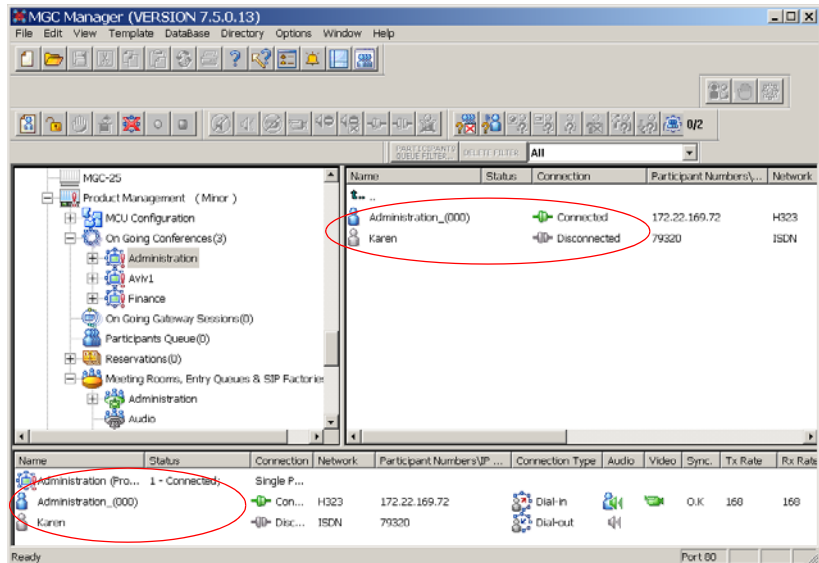 MGC Manager (VERSION 7.5.0.13)
File Edit View Template DataBase Directory Options Window Help
0/2
PARTICIPANTS QUEUE FILTER... DELETE FILTER All
MGC-25
Product Management (Minor)
MCU Configuration
On Going Conferences(3)
Administration
Aviv1
Finance
On Going Gateway Sessions(0)
Participants Queue(0)
Reservations(0)
Meeting Rooms, Entry Queues & SIP Factories
Administration
Audio
Name Status Connection Participant Numbers\... Network
..
Administration_(000) Connected 172.22.169.72 H323
Karen Disconnected 79320 ISDN
Name Status Connection Network Participant Numbers\IP ... Connection Type Audio Video Sync. Tx Rate Rx Rate
Administration (Pro... 1 - Connected; Single P...
Administration_(000) Con... H323 172.22.169.72 Dial-in O.K 168 168
Karen Disc... ISDN 79320 Dial-out
Ready Port 80